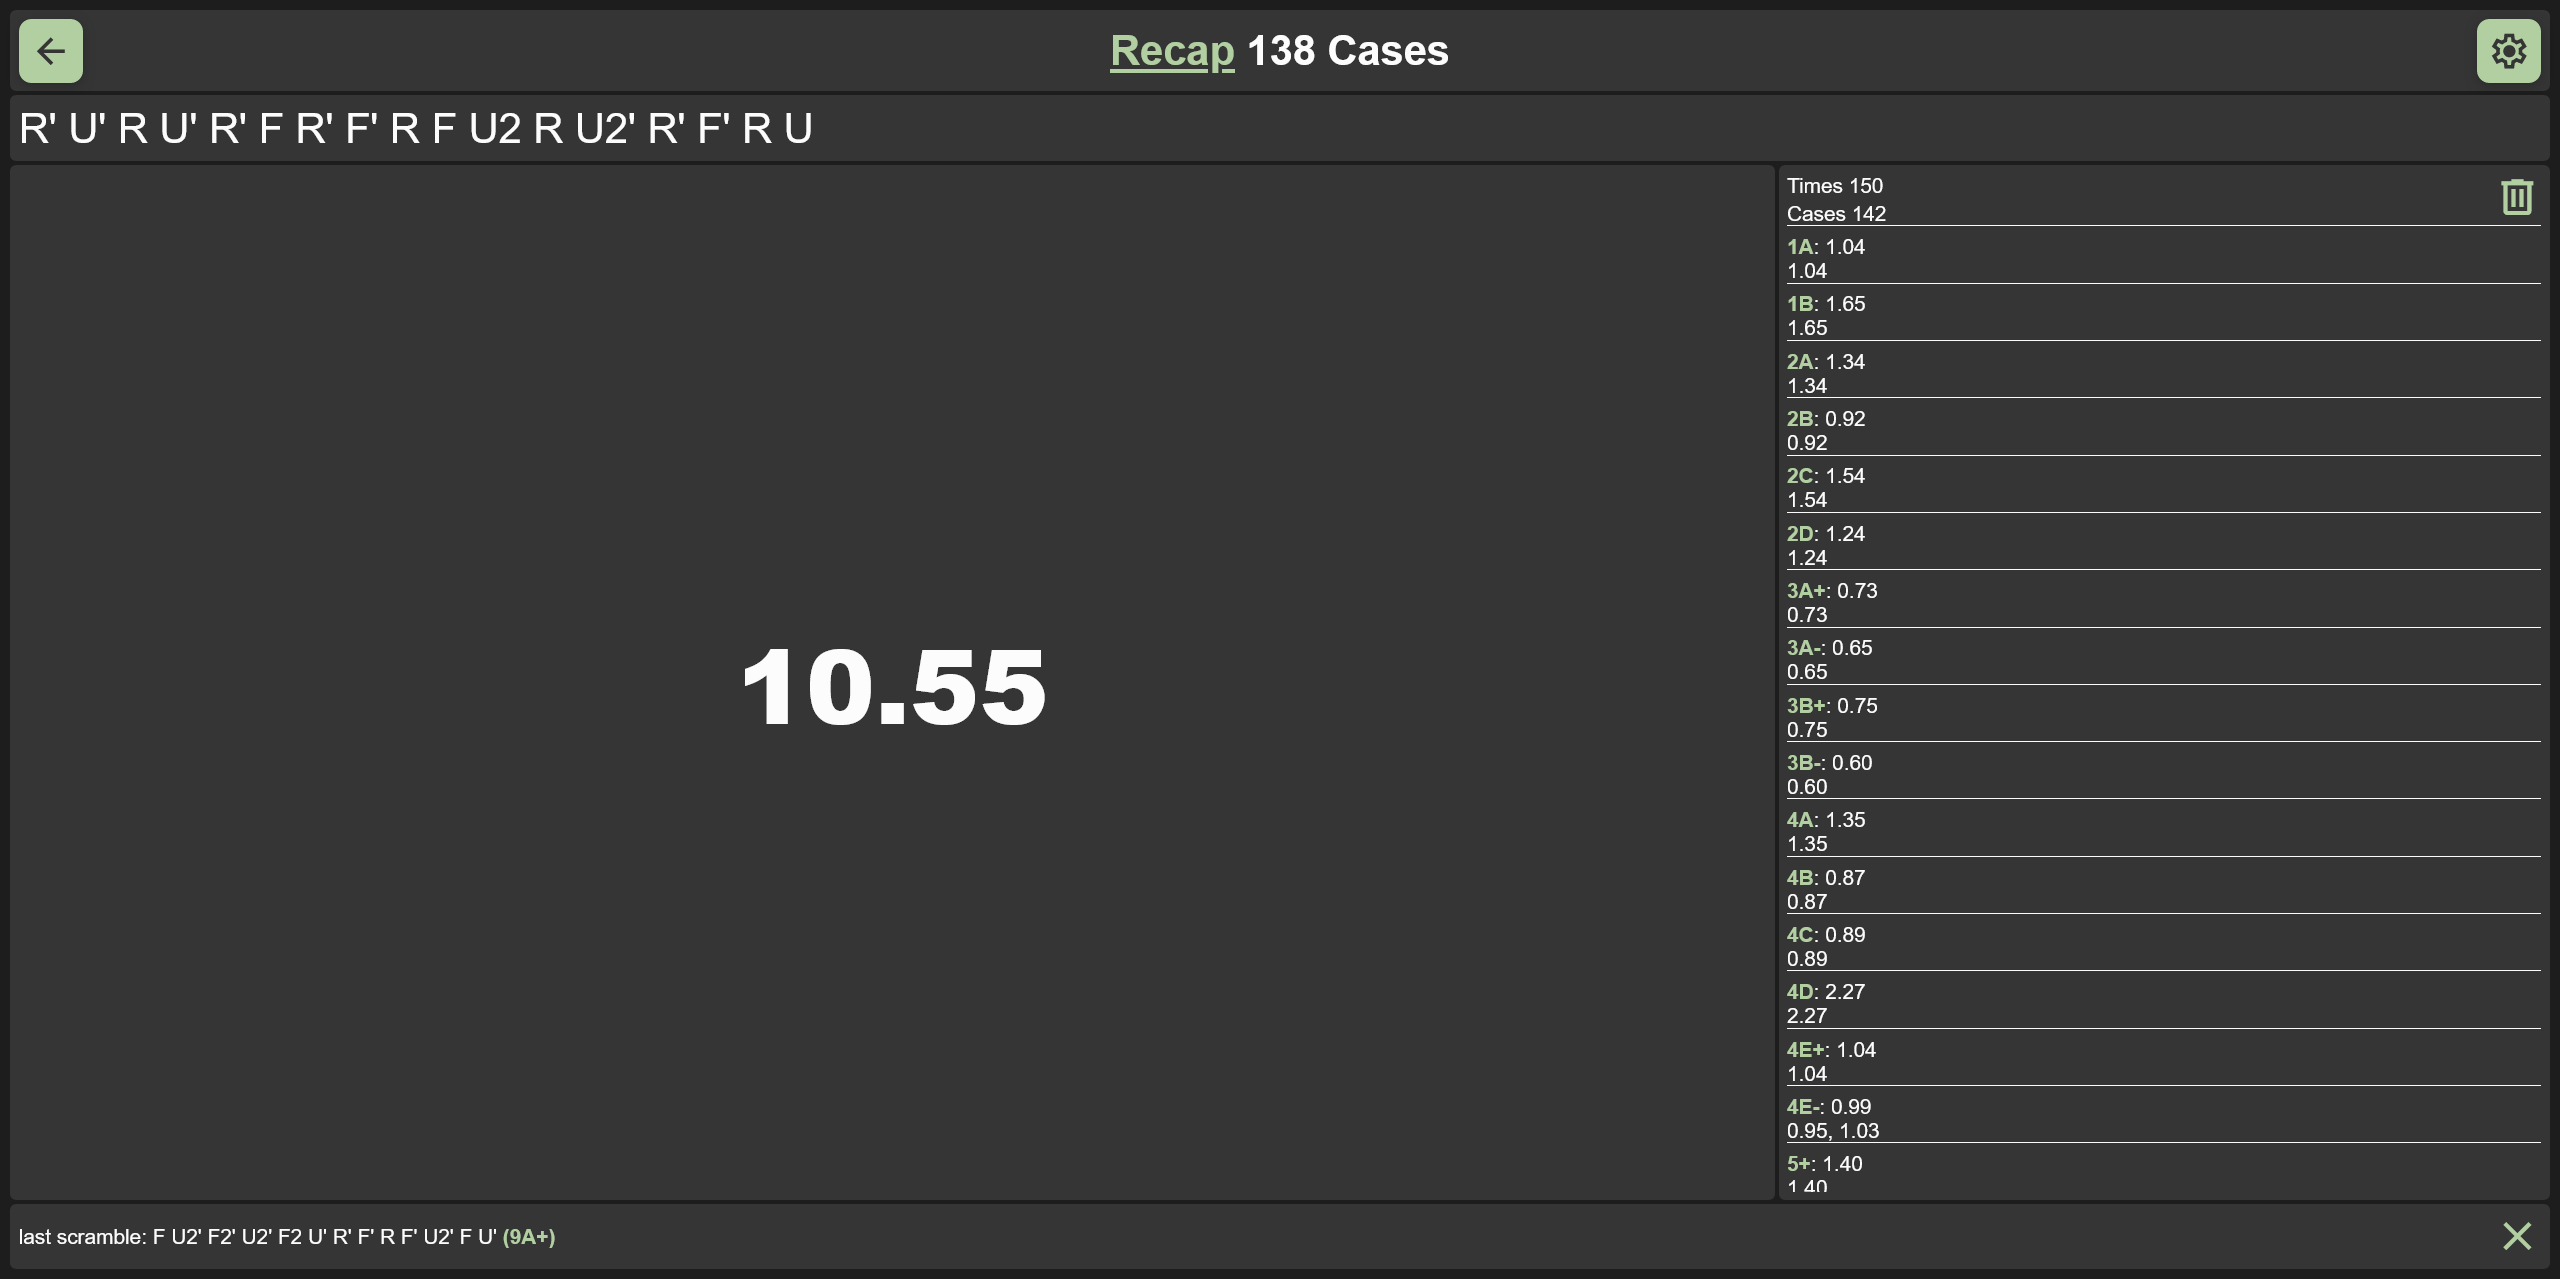 Recap 138 Cases
R' U' R U' R' F R' F' R F U2 R U2' R' F' R U
10.55
Times 150
Cases 142
1A: 1.04
1.04
1B: 1.65
1.65
2A: 1.34
1.34
2B: 0.92
0.92
2C: 1.54
1.54
2D: 1.24
1.24
3A+: 0.73
0.73
3A-: 0.65
0.65
3B+: 0.75
0.75
3B-: 0.60
0.60
4A: 1.35
1.35
4B: 0.87
0.87
4C: 0.89
0.89
4D: 2.27
2.27
4E+: 1.04
1.04
4E-: 0.99
0.95, 1.03
5+: 1.40
1.40
last scramble: F U2' F2' U2' F2 U' R' F' R F' U2' F U' (9A+)